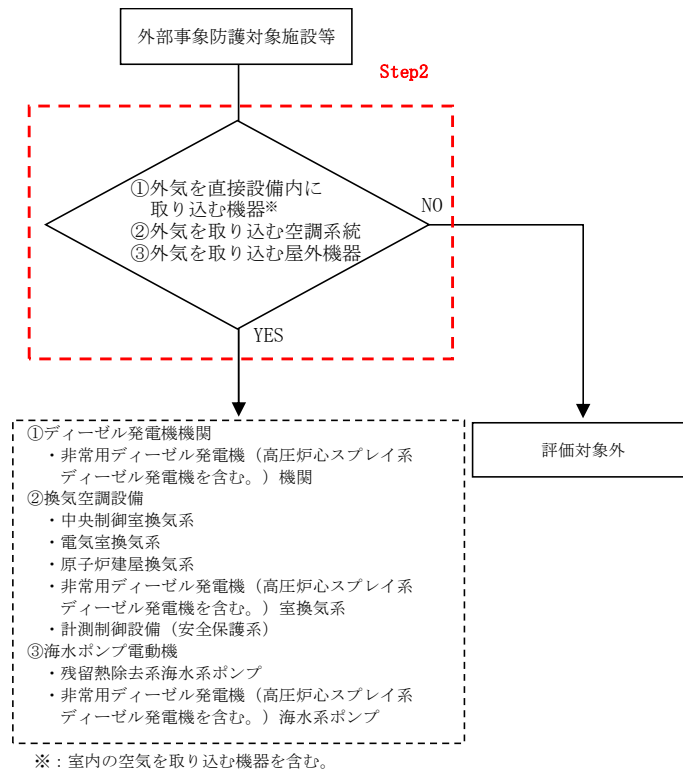 外部事象防護対象施設等
Step2
①外気を直接設備内に
取り込む機器※
②外気を取り込む空調系統
③外気を取り込む屋外機器
NO
YES
①ディーゼル発電機機関
・非常用ディーゼル発電機（高圧炉心スプレイ系
ディーゼル発電機を含む。）機関
②換気空調設備
・中央制御室換気系
・電気室換気系
・原子炉建屋換気系
・非常用ディーゼル発電機（高圧炉心スプレイ系
ディーゼル発電機を含む。）室換気系
・計測制御設備（安全保護系）
③海水ポンプ電動機
・残留熱除去系海水系ポンプ
・非常用ディーゼル発電機（高圧炉心スプレイ系
ディーゼル発電機を含む。）海水系ポンプ
評価対象外
※：室内の空気を取り込む機器を含む。